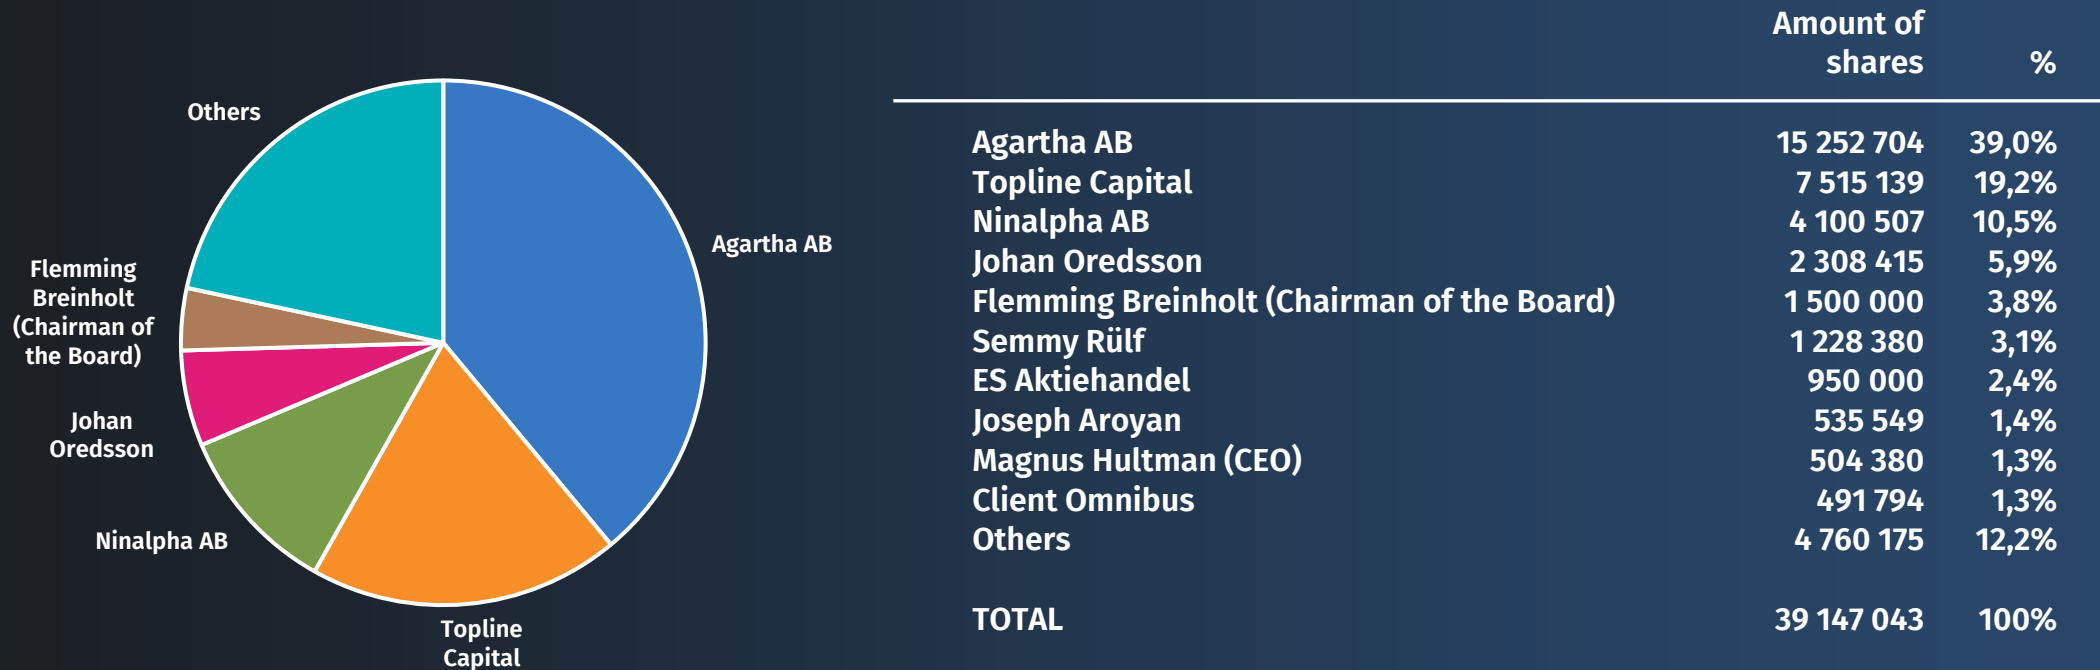 Others
Flemming
Breinholt
(Chairman of
the Board)
Johan
Oredsson
Ninalpha AB
Topline
Capital
Agartha AB
Amount of
shares %
Agartha AB 15 252 704 39,0%
Topline Capital 7 515 139 19,2%
Ninalpha AB 4 100 507 10,5%
Johan Oredsson 2 308 415 5,9%
Flemming Breinholt (Chairman of the Board) 1 500 000 3,8%
Semmy Rülf 1 228 380 3,1%
ES Aktiehandel 950 000 2,4%
Joseph Aroyan 535 549 1,4%
Magnus Hultman (CEO) 504 380 1,3%
Client Omnibus 491 794 1,3%
Others 4 760 175 12,2%
TOTAL 39 147 043 100%